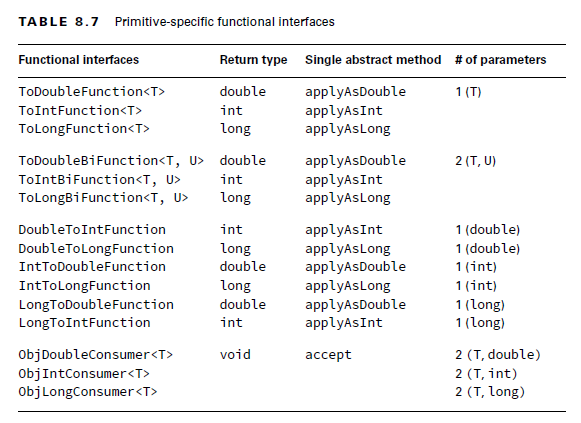 TABLE 8.7 Primitive-specific functional interfaces
Functional interfaces Return type Single abstract method # of parameters
ToDoubleFunction<T> double applyAsDouble 1 (T)
ToIntFunction<T> int applyAsInt
ToLongFunction<T> long applyAsLong
ToDoubleBiFunction<T, U> double applyAsDouble 2 (T, U)
ToIntBiFunction<T, U> int applyAsInt
ToLongBiFunction<T, U> long applyAsLong
DoubleToIntFunction int applyAsInt 1 (double)
DoubleToLongFunction long applyAsLong 1 (double)
IntToDoubleFunction double applyAsDouble 1 (int)
IntToLongFunction long applyAsLong 1 (int)
LongToDoubleFunction double applyAsDouble 1 (long)
LongToIntFunction int applyAsInt 1 (long)
ObjDoubleConsumer<T> void accept 2 (T, double)
ObjIntConsumer<T> 2 (T, int)
ObjLongConsumer<T> 2 (T, long)